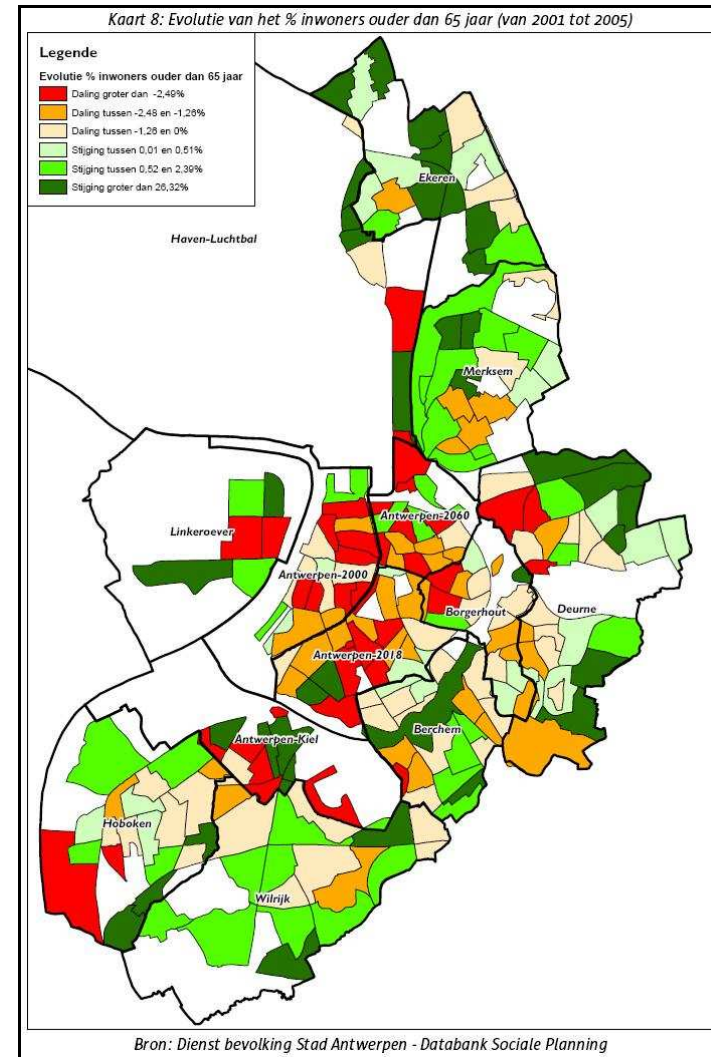 Kaart 8: Evolutie van het % inwoners ouder dan 65 jaar (van 2001 tot 2005)
Legende
Evolutie % inwoners ouder dan 65 jaar
Daling groter dan -2,49%
Daling tussen -2,48 en -1,26%
Daling tussen -1,26 en 0%
Stijging tussen 0,01 en 0,51%
Stijging tussen 0,52 en 2,39%
Stijging groter dan 26,32%
Ekeren
Haven-Luchtbal
Merksem
Antwerpen-2060
Linkeroever
Antwerpen-2000
Borgerhout
Deurne
Antwerpen-2018
Berchem
Antwerpen-Kiel
Hoboken
Wilrijk
Bron: Dienst bevolking Stad Antwerpen - Databank Sociale Planning